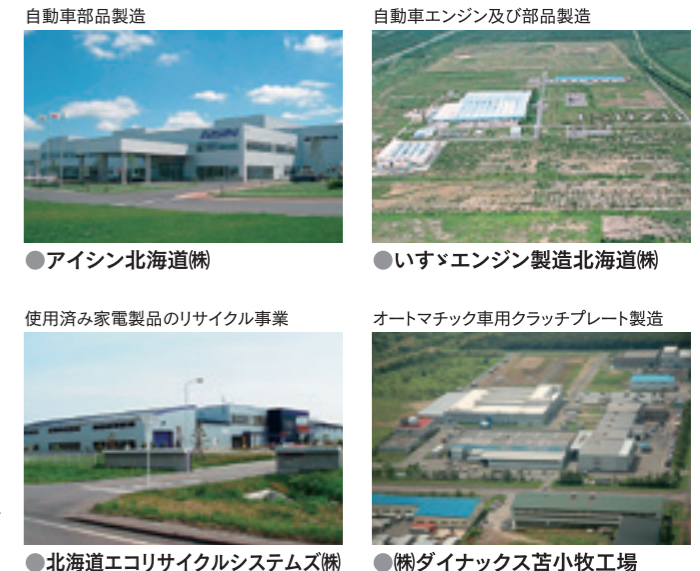 自動車部品製造
自動車エンジン及び部品製造
●アイシン北海道㈱
●いすゞエンジン製造北海道㈱
使用済み家電製品のリサイクル事業
オートマチック車用クラッチプレート製造
●北海道エコリサイクルシステムズ㈱
●㈱ダイナックス苫小牧工場